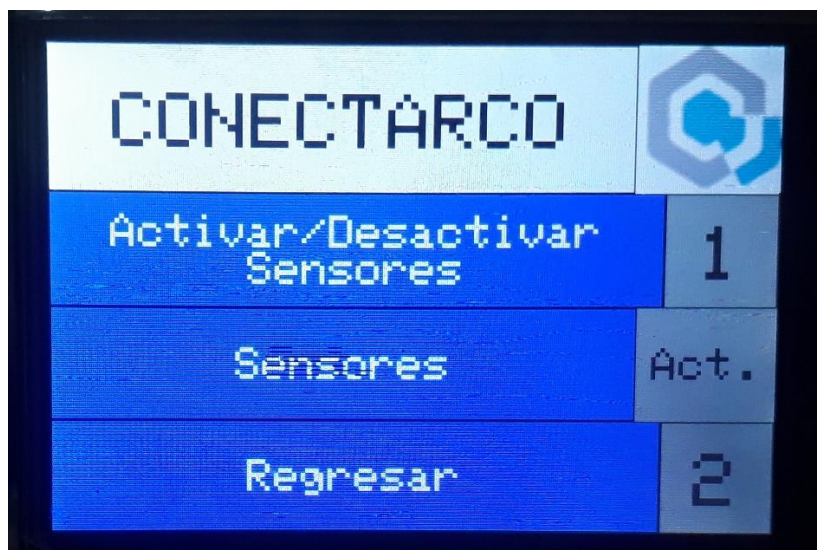 CONECTARCO
Activar/Desactivar 1
Sensores
Sensores Act.
Regresar 2